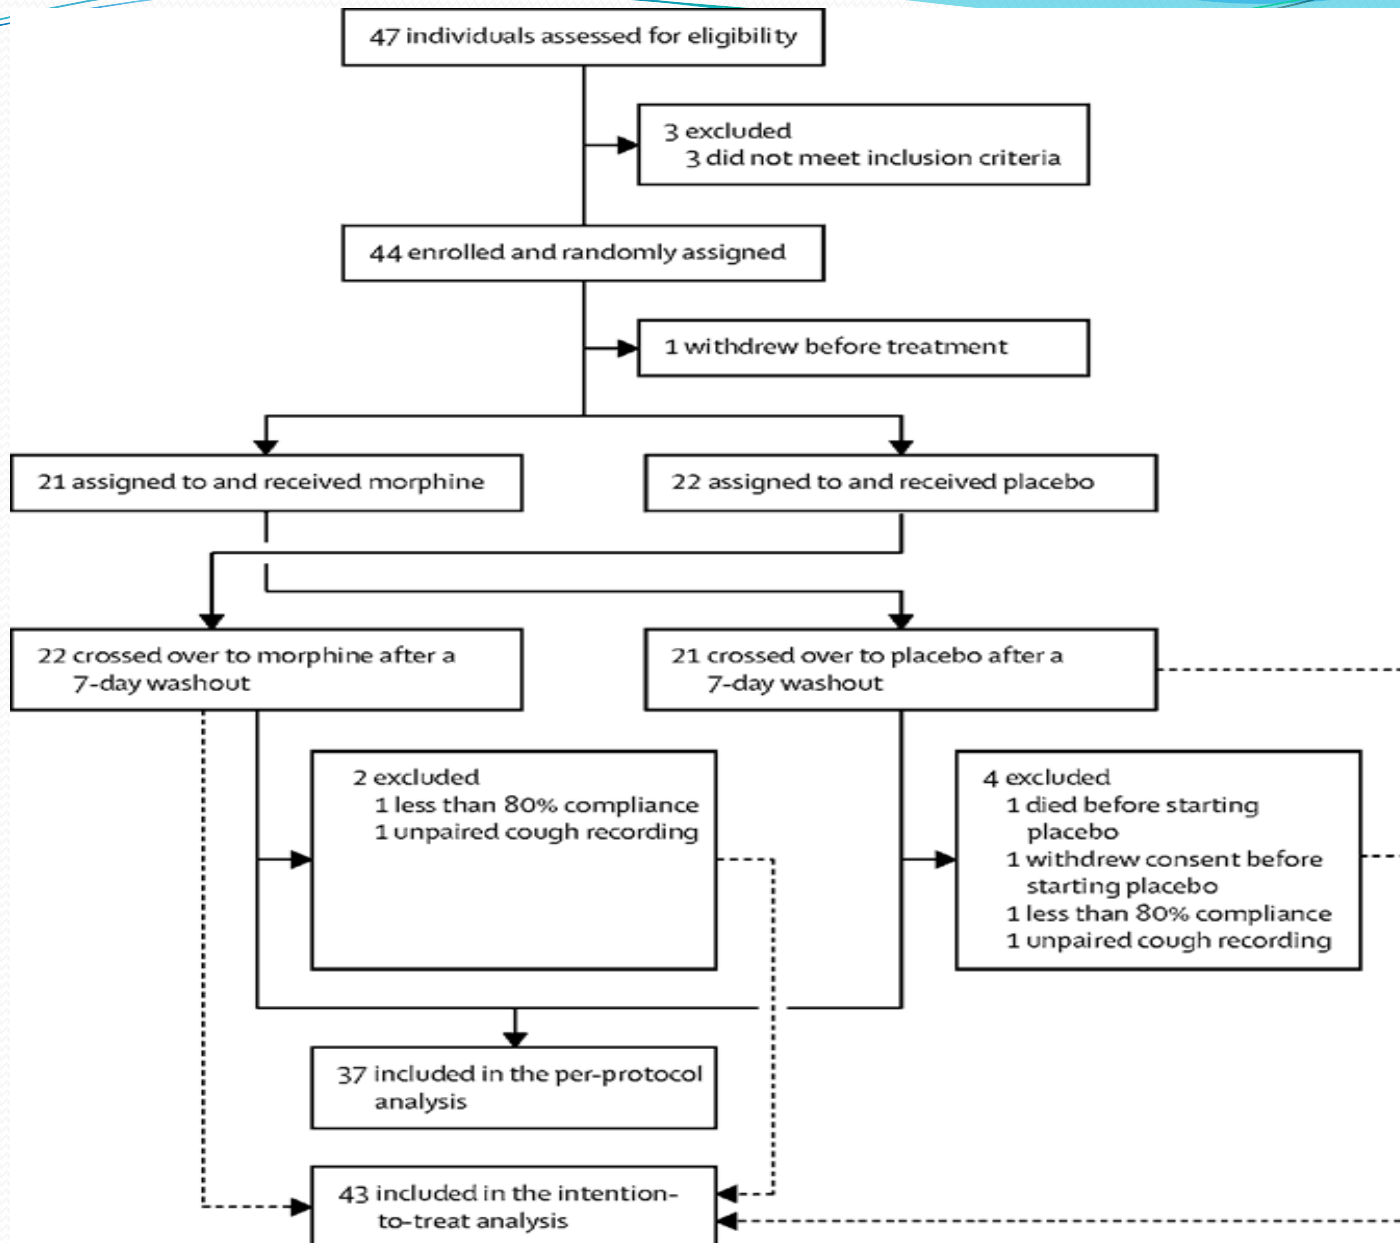 47 individuals assessed for eligibility
3 excluded
3 did not meet inclusion criteria
44 enrolled and randomly assigned
1 withdrew before treatment
21 assigned to and received morphine
22 assigned to and received placebo
22 crossed over to morphine after a
7-day washout
21 crossed over to placebo after a
7-day washout
2 excluded
1 less than 80% compliance
1 unpaired cough recording
4 excluded
1 died before starting
placebo
1 withdrew consent before
starting placebo
1 less than 80% compliance
1 unpaired cough recording
37 included in the per-protocol
analysis
43 included in the intention-
to-treat analysis